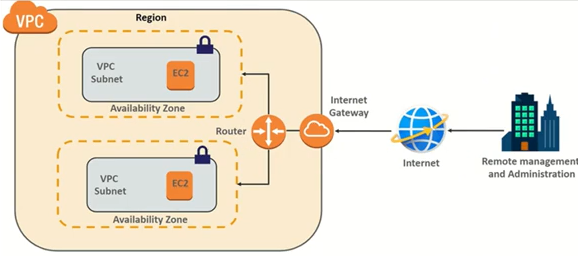 VPC
Region
VPC
Subnet
EC2
Availability Zone
Router
Internet
Gateway
Internet
Remote management
and Administration
VPC
Subnet
EC2
Availability Zone